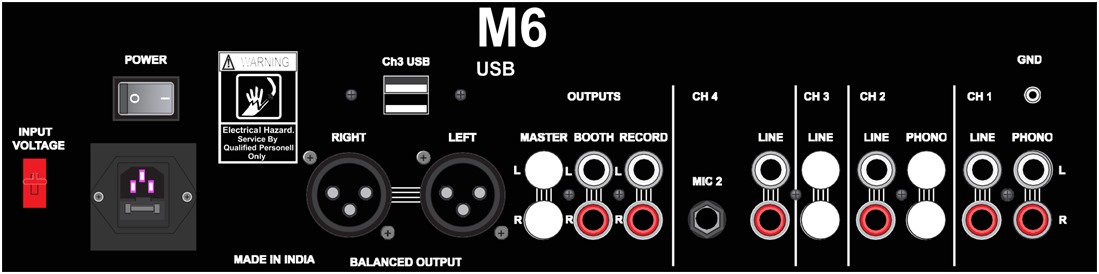 M6
USB
POWER
WARNING
Electrical Hazard.
Service By
Qualified Personell
Only
INPUT
VOLTAGE
Ch3 USB
RIGHT
LEFT
BALANCED OUTPUT
MADE IN INDIA
OUTPUTS
MASTER BOOTH RECORD
L L L
R R R
CH 4
MIC 2
LINE
CH 3
LINE
CH 2
LINE PHONO
GND
CH 1
LINE PHONO
L
R